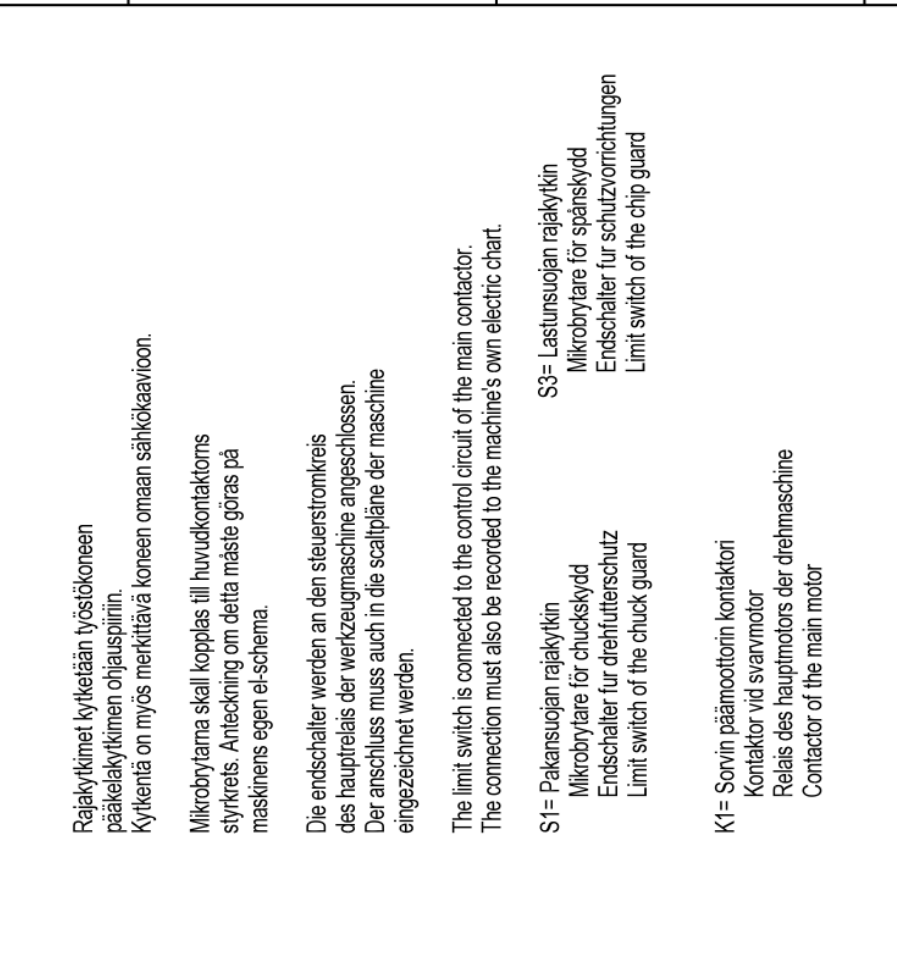 Rajakytkimet kytketään työstökoneen
pääkelakytkimen ohjauspiiriin.
Kytkentä on myös merkittävä koneen omaan sähkökaavioon.
Mikrobrytarna skall kopplas till huvudkontaktorns
styrkrets. Anteckning om detta måste göras på
maskinens egen el-schema.
Die endschalter werden an den steuerstromkreis
des hauptrelais der werkzeugmaschine angeschlossen.
Der anschluss muss auch in die scaltpläne der maschine
eingezeichnet werden.
The limit switch is connected to the control circuit of the main contactor.
The connection must also be recorded to the machine's own electric chart.
S1= Pakansuojan rajakytkin
Mikrobrytare för chuckskydd
Endschalter fur drehfutterschutz
Limit switch of the chuck guard
S3= Lastunsuojan rajakytkin
Mikrobrytare för spånskydd
Endschalter fur schutzvorrichtungen
Limit switch of the chip guard
K1= Sorvin päämoottorin kontaktori
Kontaktor vid svarvmotor
Relais des hauptmotors der drehmaschine
Contactor of the main motor